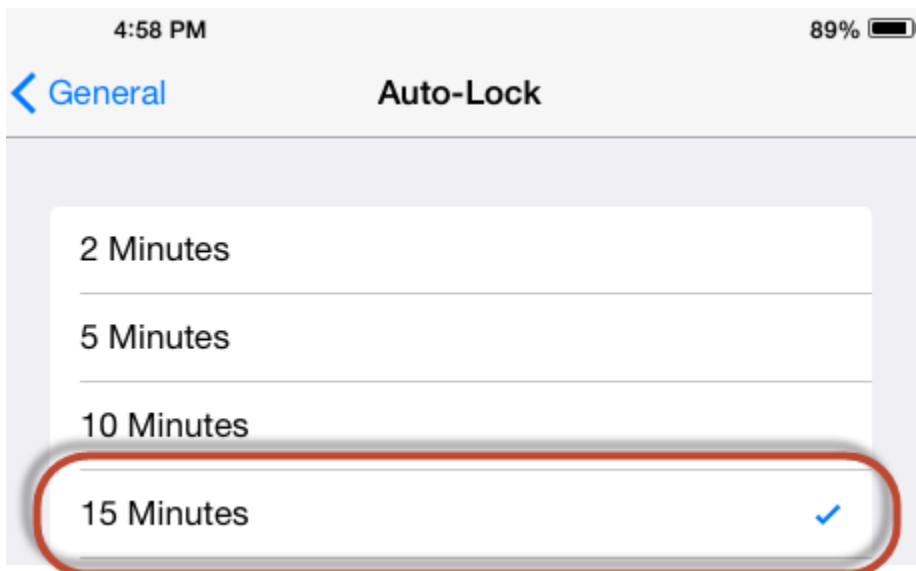 4:58 PM 89%
General Auto-Lock
2 Minutes
5 Minutes
10 Minutes
15 Minutes